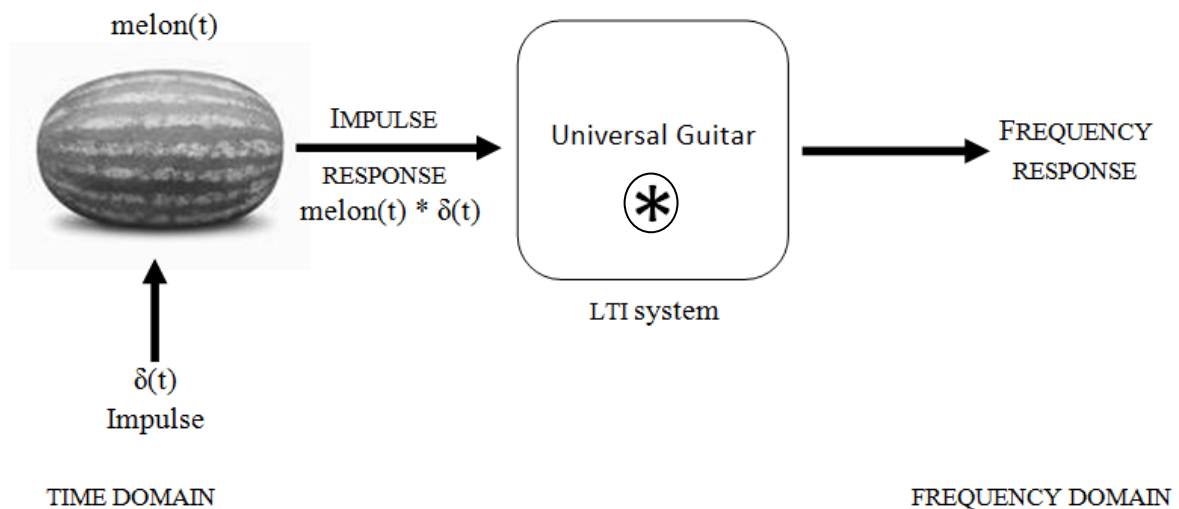 melon(t)
IMPULSE
RESPONSE
melon(t) * δ(t)
Universal Guitar
*
LTI system
FREQUENCY
RESPONSE
δ(t)
Impulse
TIME DOMAIN
FREQUENCY DOMAIN